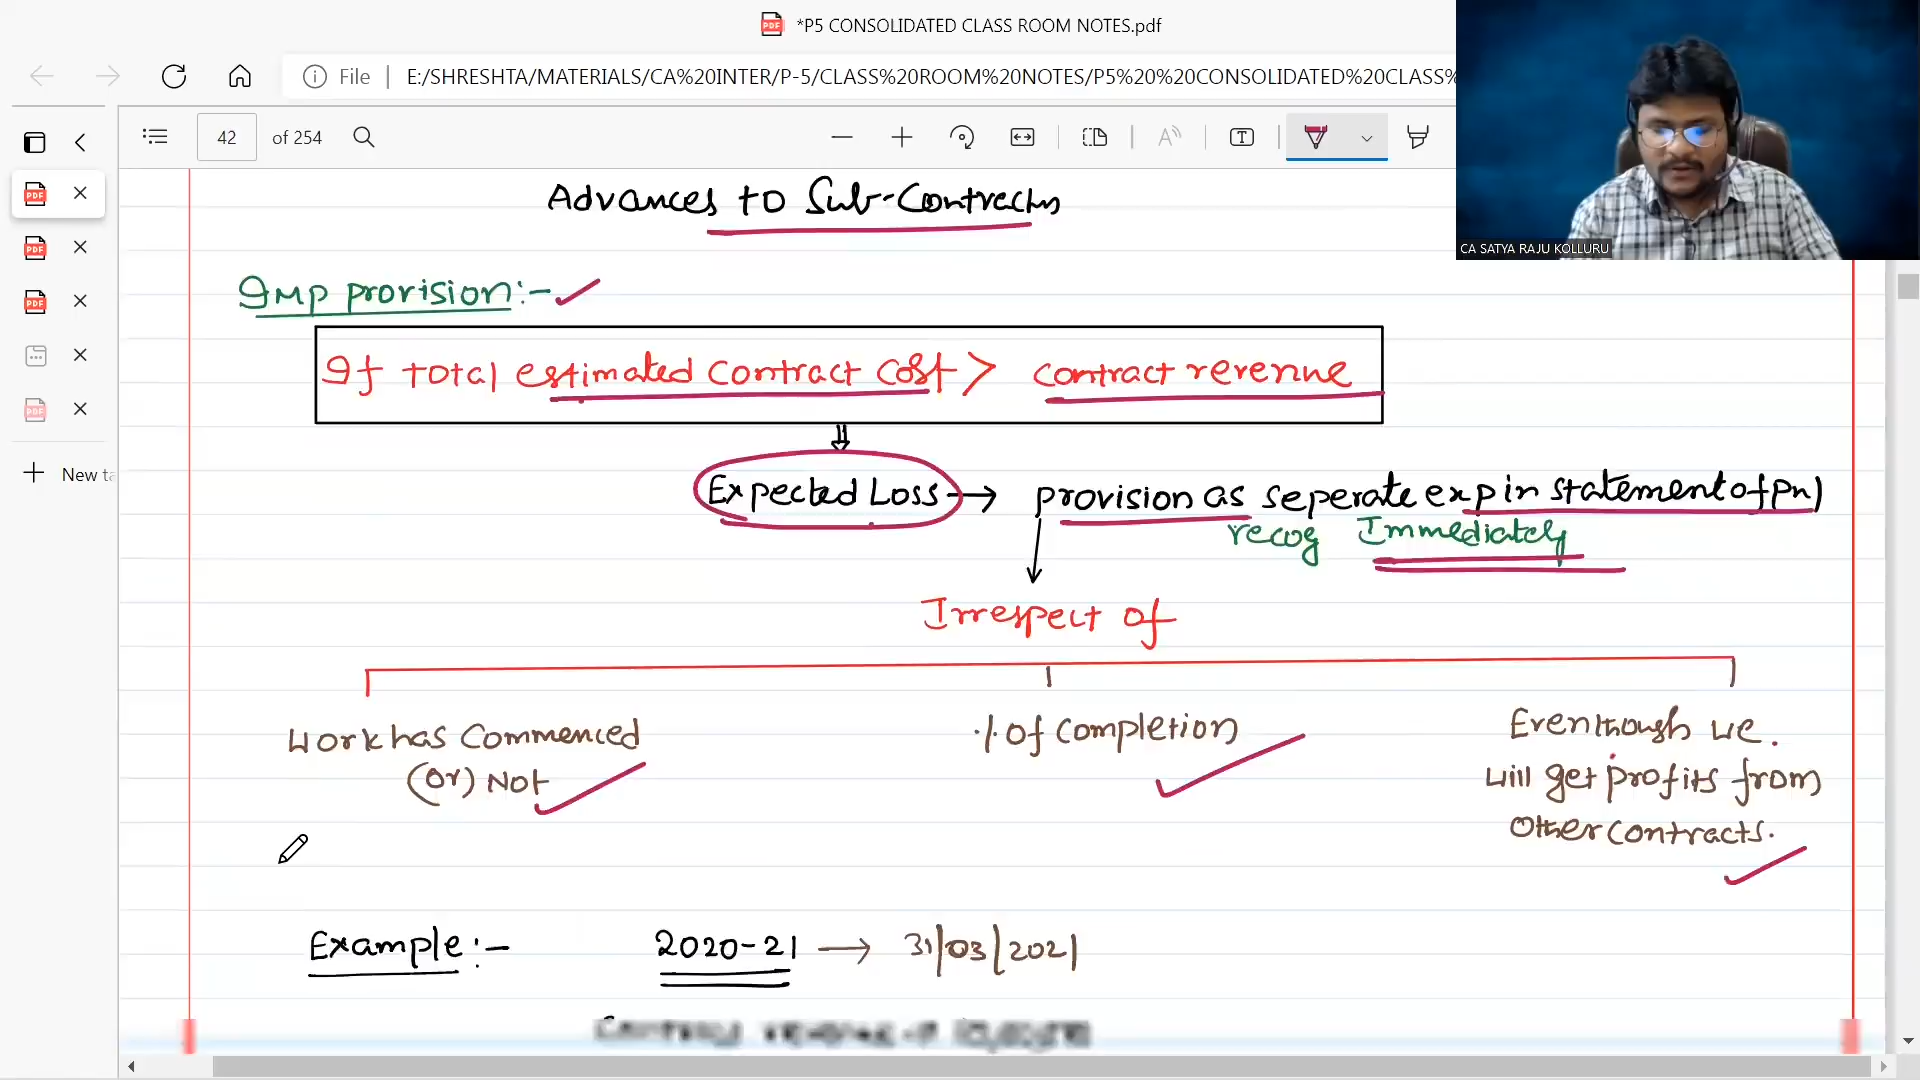 *P5 CONSOLIDATED CLASS ROOM NOTES.pdf
File
E:/SHRESHTA/MATERIALS/CA%20INTER/P-5/CLASS%20ROOM%20NOTES/P5%20%20CONSOLIDATED%20CLASS%
42 of 254
CA SATYA RAJU KOLLURU
New ta
Advances to Sub-Contractors
Imp provision:-
If total estimated contract cost > contract revenue
Expected Loss → provision as seperate exp in statement of pnl
recog Immediately
Irrespect of
Work has Commenced
(or) Not
% of completion
Eventhough we.
will get profits from
Other contracts.
Example:- 2020-21 → 31/03/2021